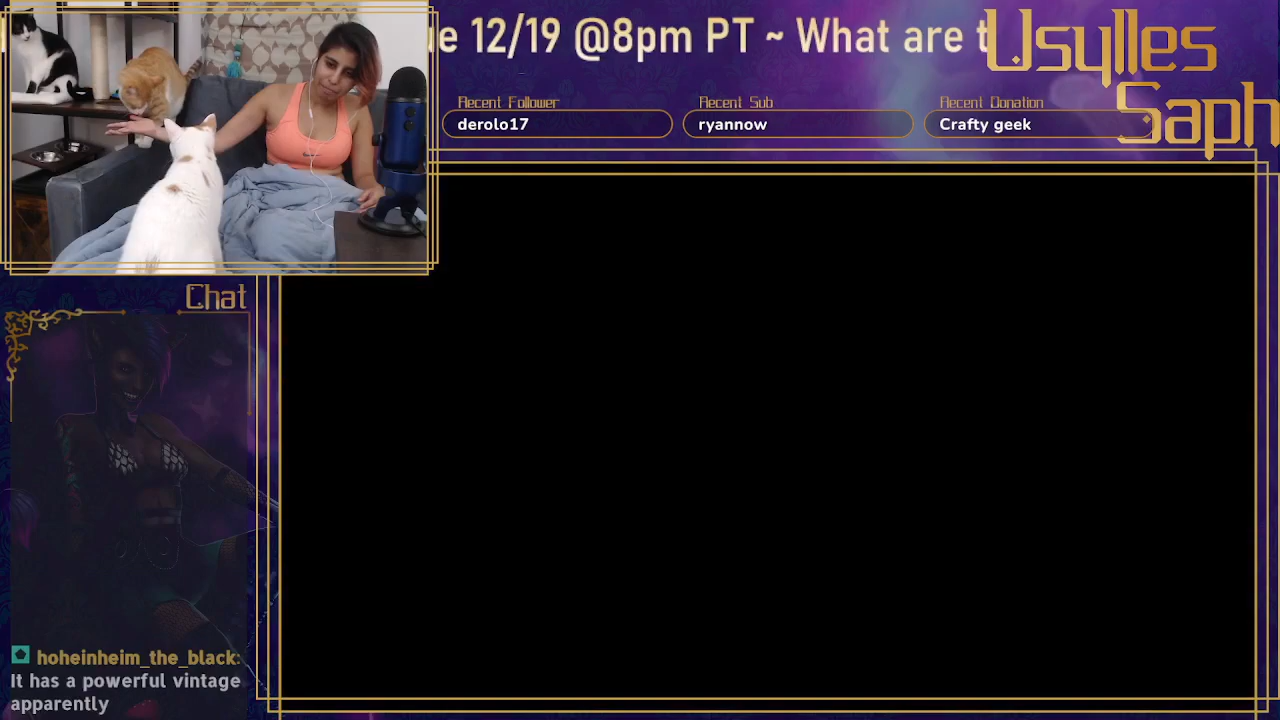 ue 12/19 @8pm PT ~ What are t
Usylles
Saph
Recent Follower
derolo17
Recent Sub
ryannow
Recent Donation
Crafty geek
Chat
hoheinheim_the_black:
It has a powerful vintage
apparently